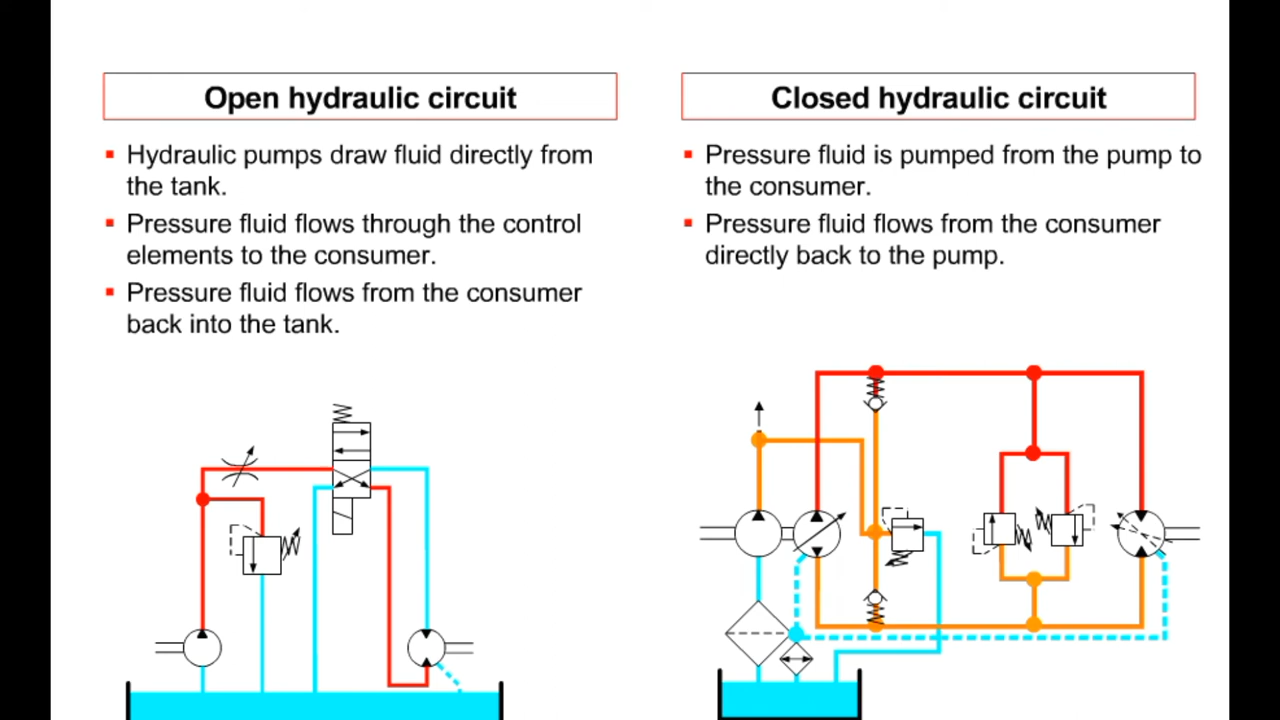 Open hydraulic circuit
▪ Hydraulic pumps draw fluid directly from
the tank.
▪ Pressure fluid flows through the control
elements to the consumer.
▪ Pressure fluid flows from the consumer
back into the tank.
Closed hydraulic circuit
▪ Pressure fluid is pumped from the pump to
the consumer.
▪ Pressure fluid flows from the consumer
directly back to the pump.